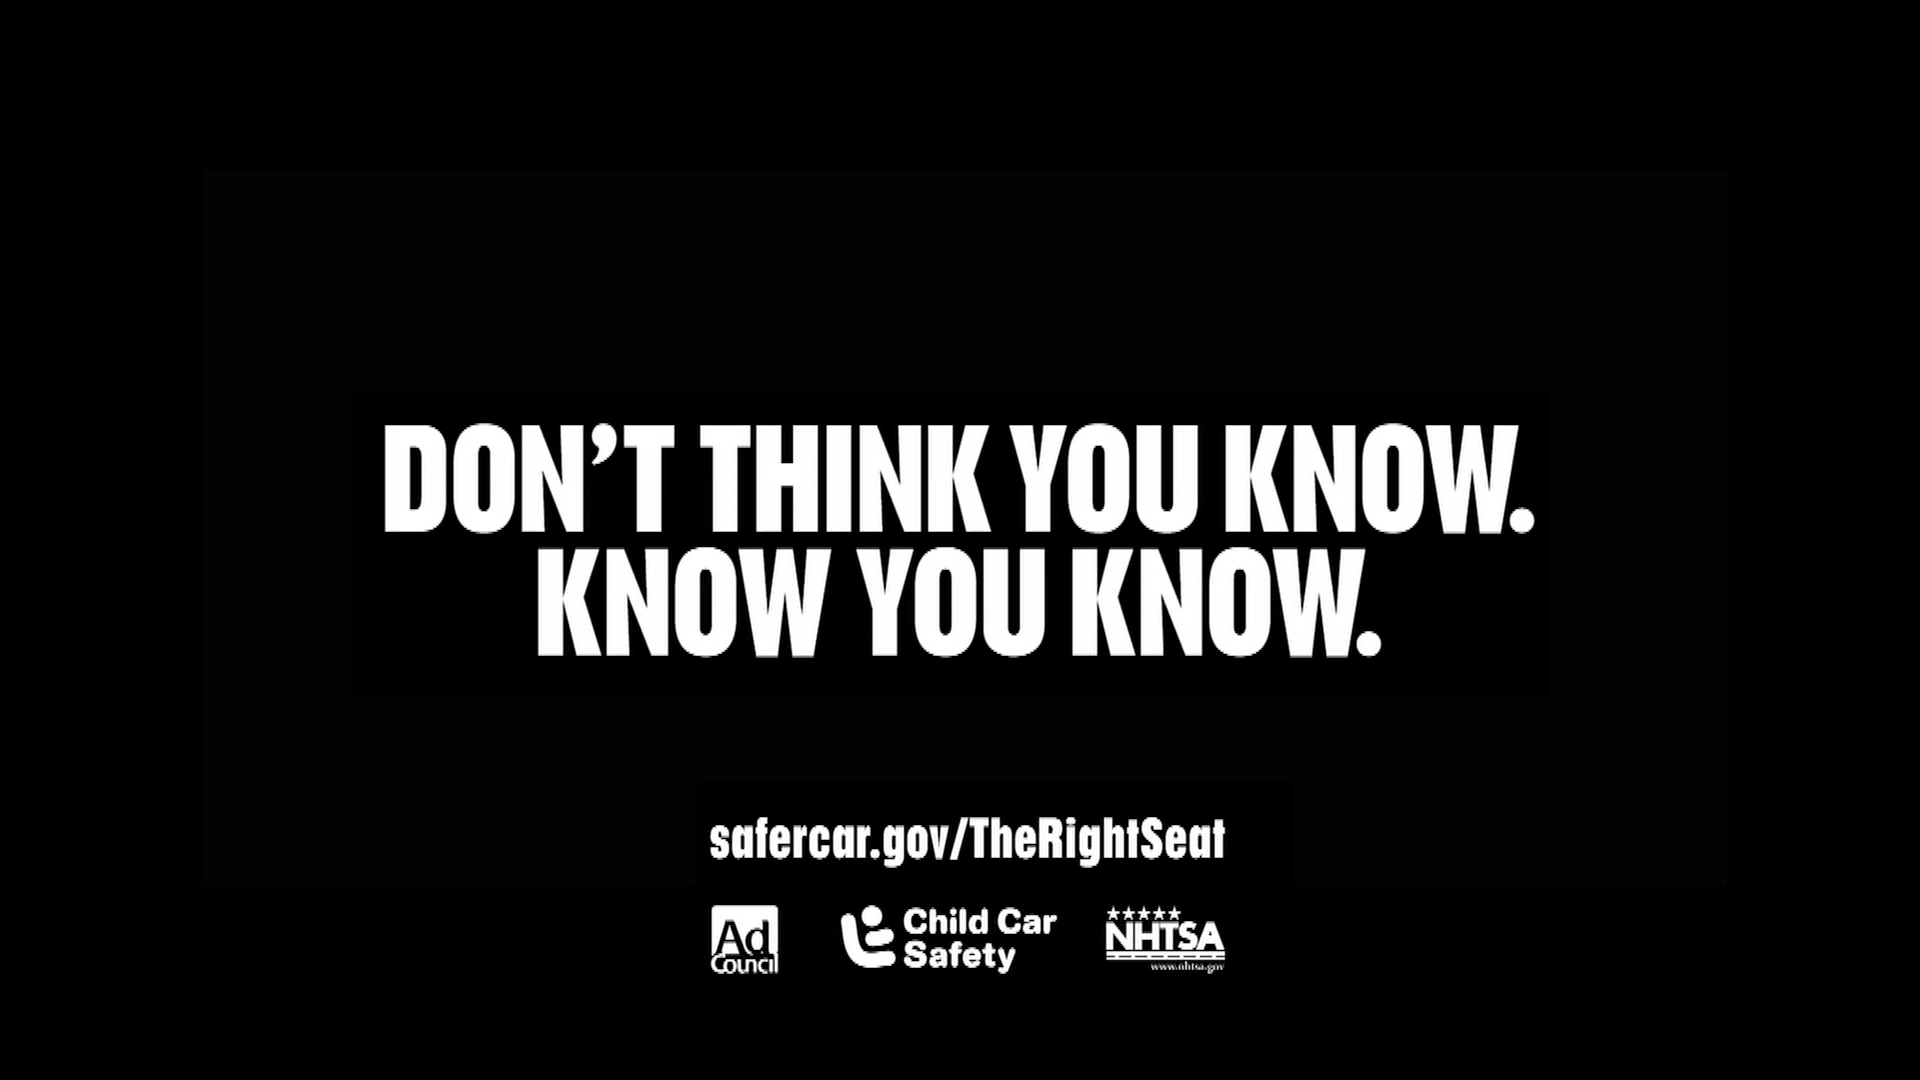 DON’T THINK YOU KNOW.
KNOW YOU KNOW.
safercar.gov/TheRightSeat
Ad
Council
Child Car
Safety
NHTSA
www.nhtsa.gov